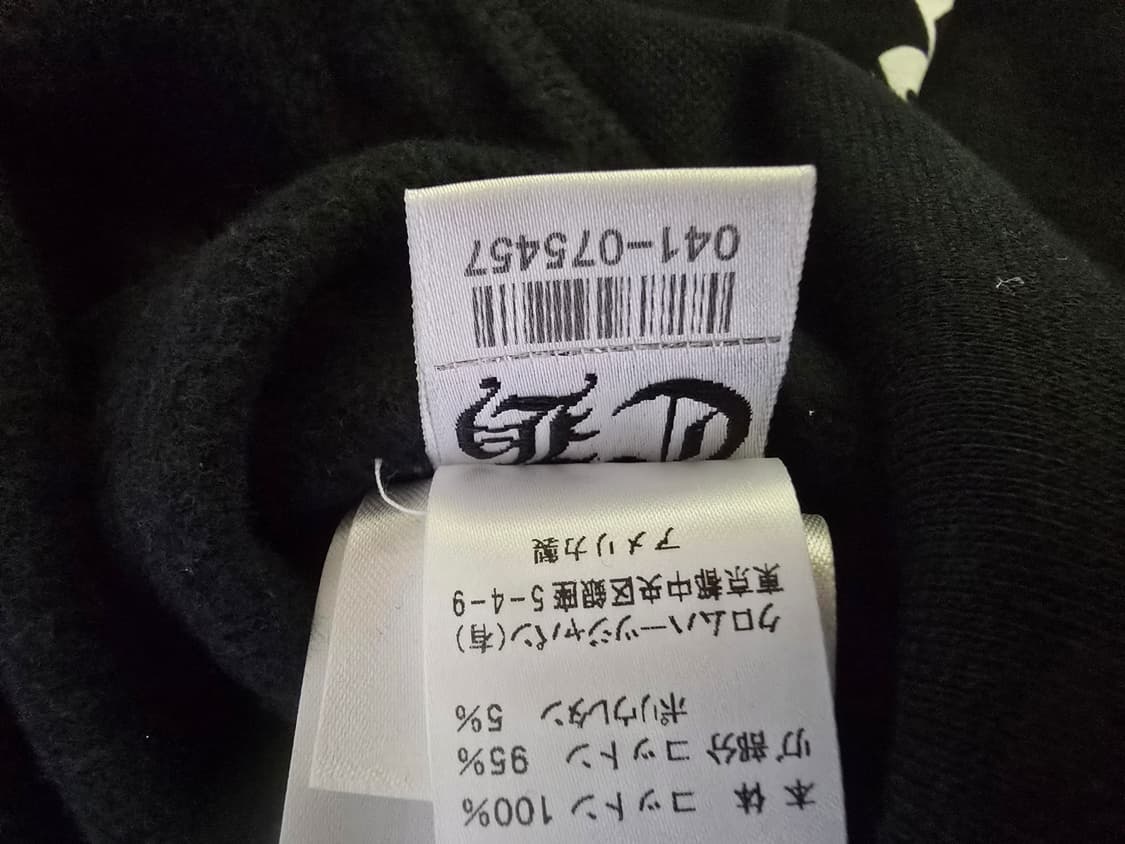 本 体 コットン 100%
リブ部分 コットン 95%
ポリウレタン 5%
クロムハーツジャパン(有)
東京都中央区銀座5-4-9
アメリカ製
CH
041-075457